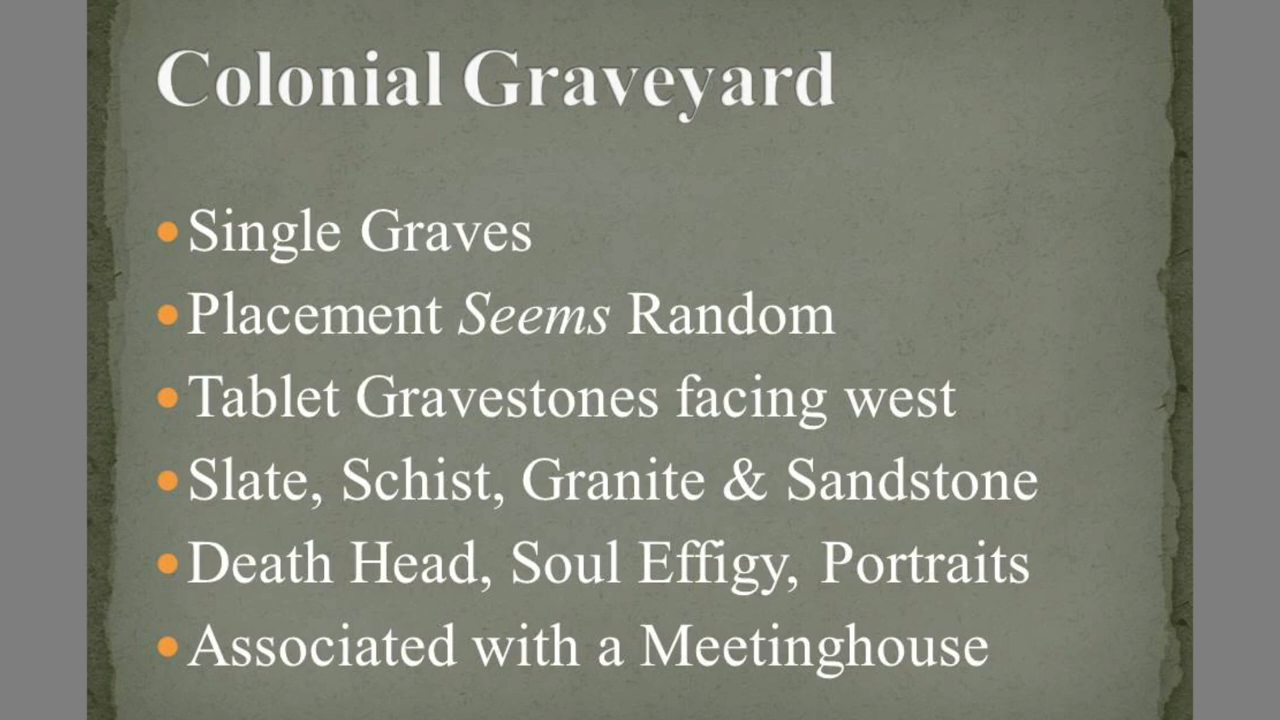 Colonial Graveyard
• Single Graves
• Placement Seems Random
• Tablet Gravestones facing west
• Slate, Schist, Granite & Sandstone
• Death Head, Soul Effigy, Portraits
• Associated with a Meetinghouse